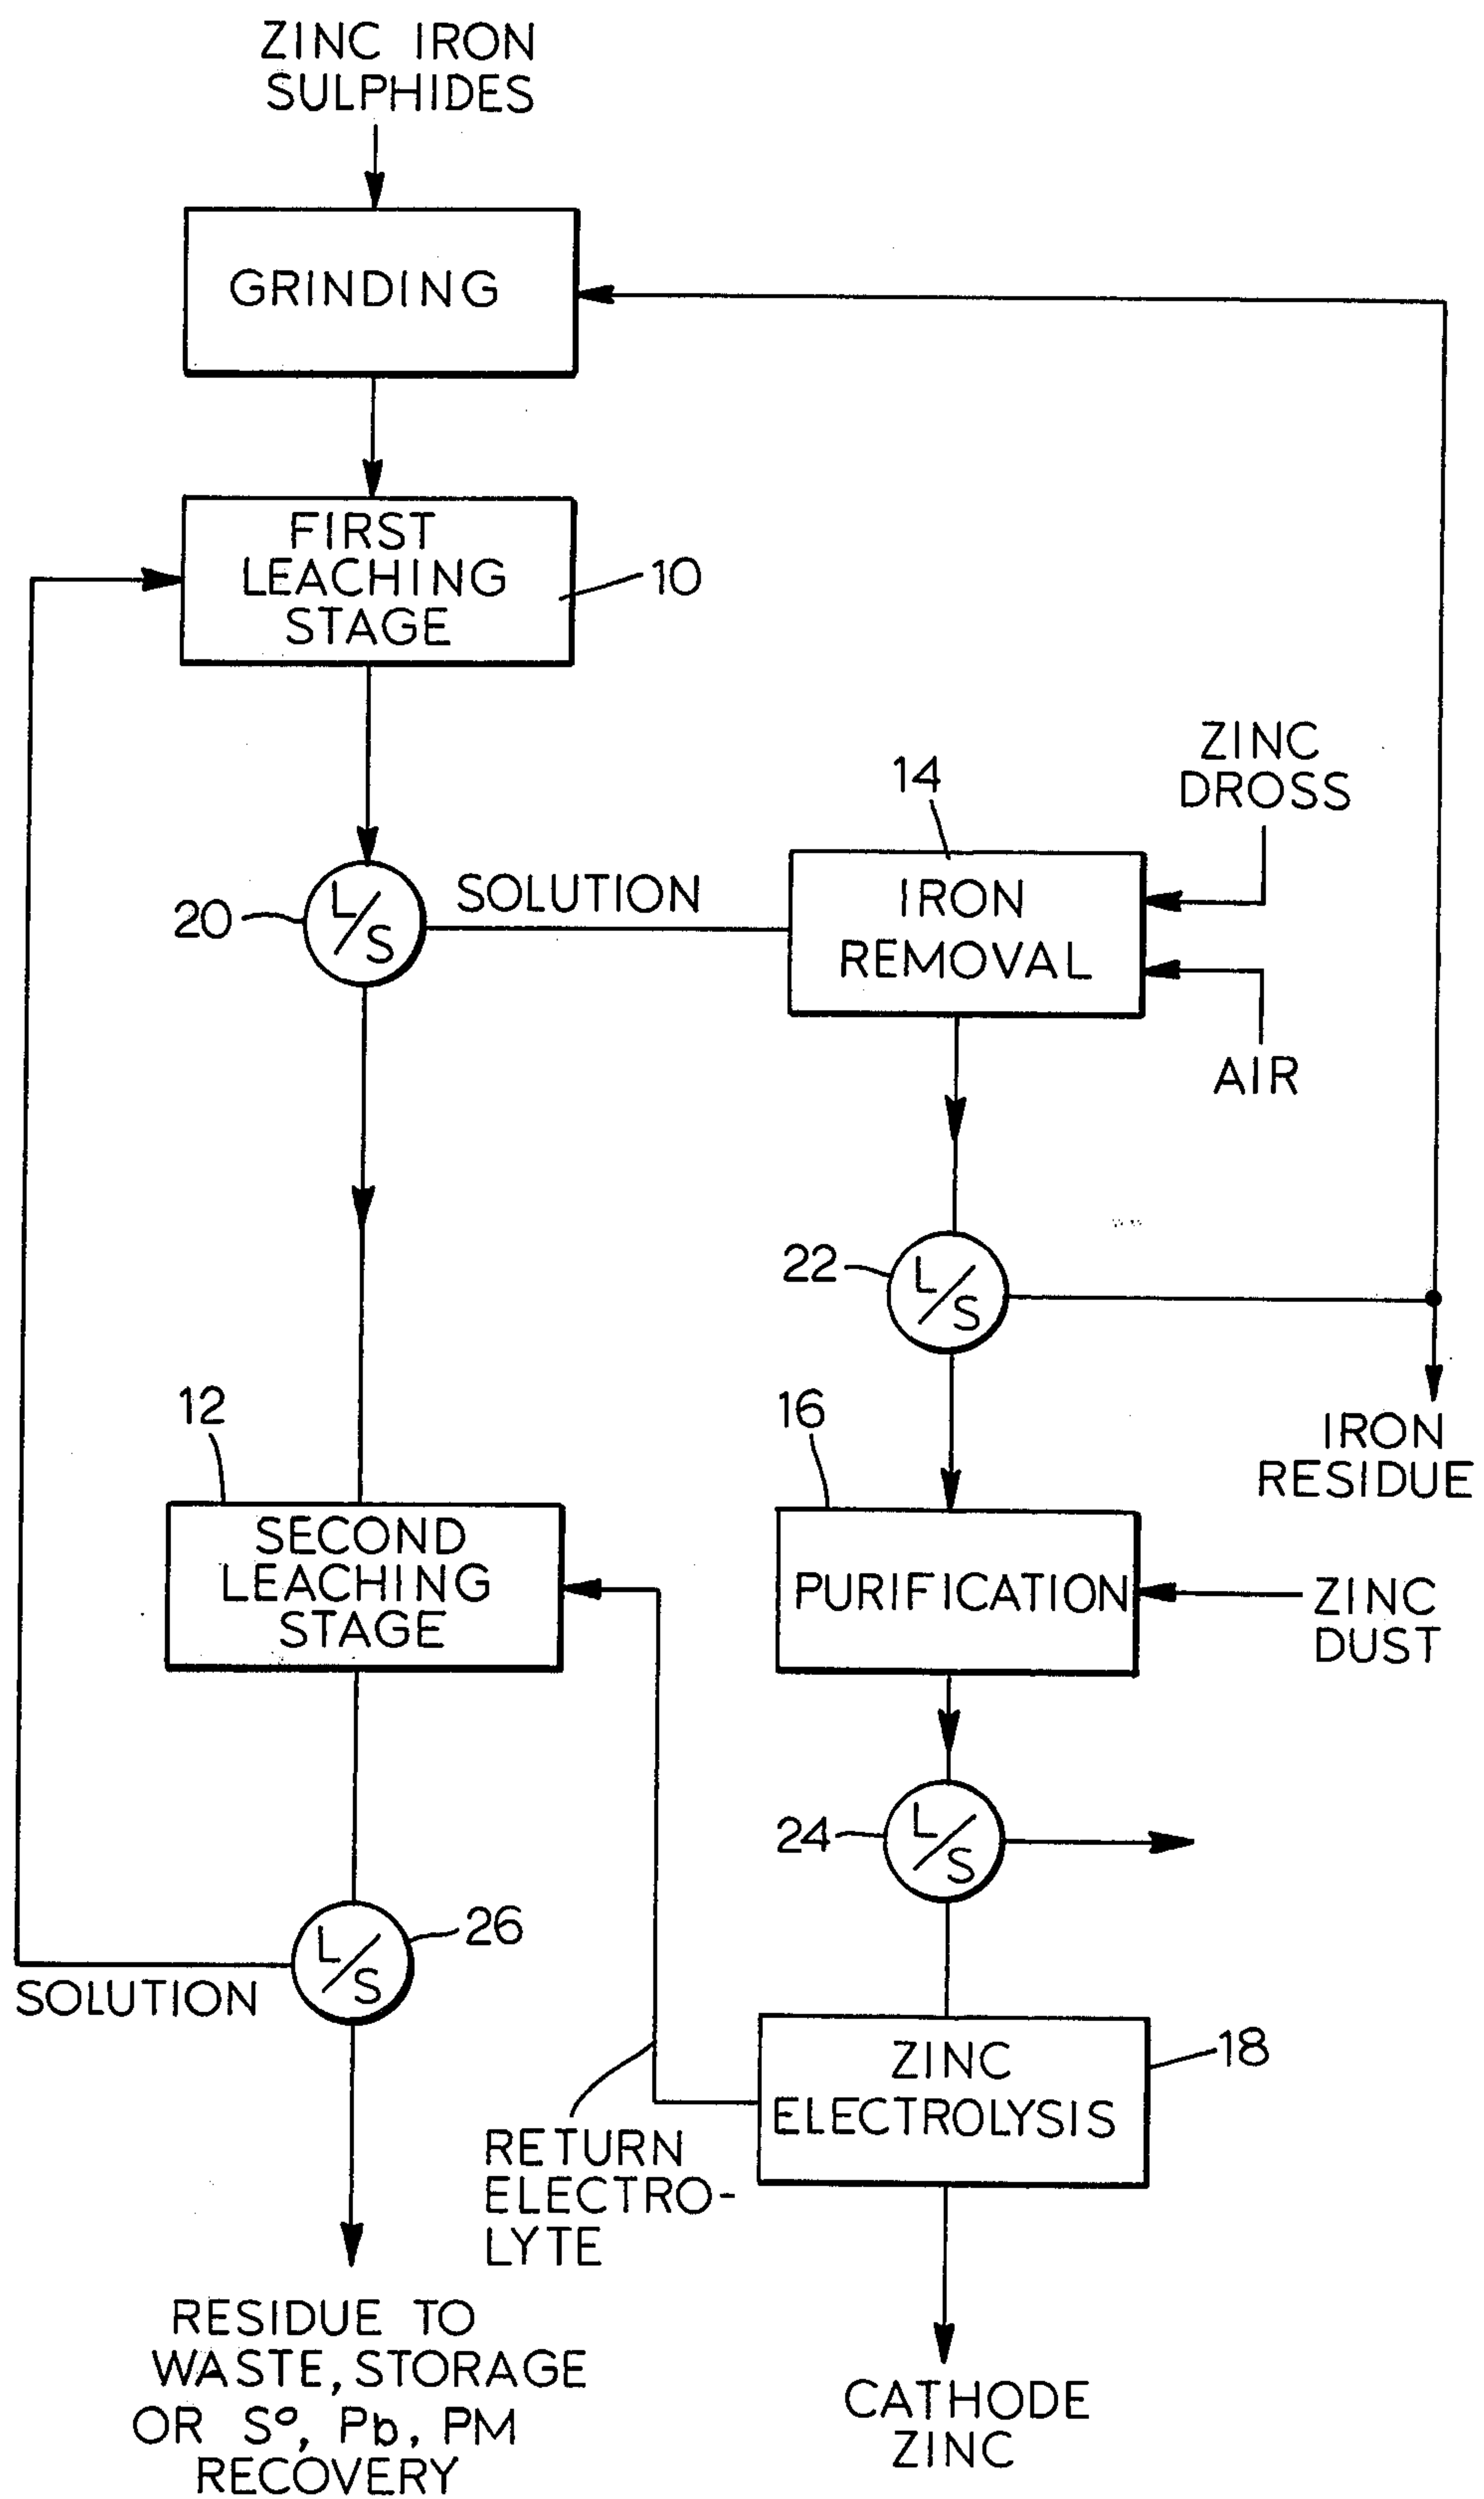 ZINC IRON
SULPHIDES
GRINDING
FIRST
LEACHING
STAGE
10
ZINC
DROSS
14
IRON
REMOVAL
SOLUTION
20
L/S
AIR
22
L/S
12
16
IRON
RESIDUE
SECOND
LEACHING
STAGE
PURIFICATION
ZINC
DUST
24
L/S
26
L/S
SOLUTION
ZINC
ELECTROLYSIS
18
RETURN
ELECTRO-
LYTE
RESIDUE TO
WASTE, STORAGE
OR S°, Pb, PM
RECOVERY
CATHODE
ZINC